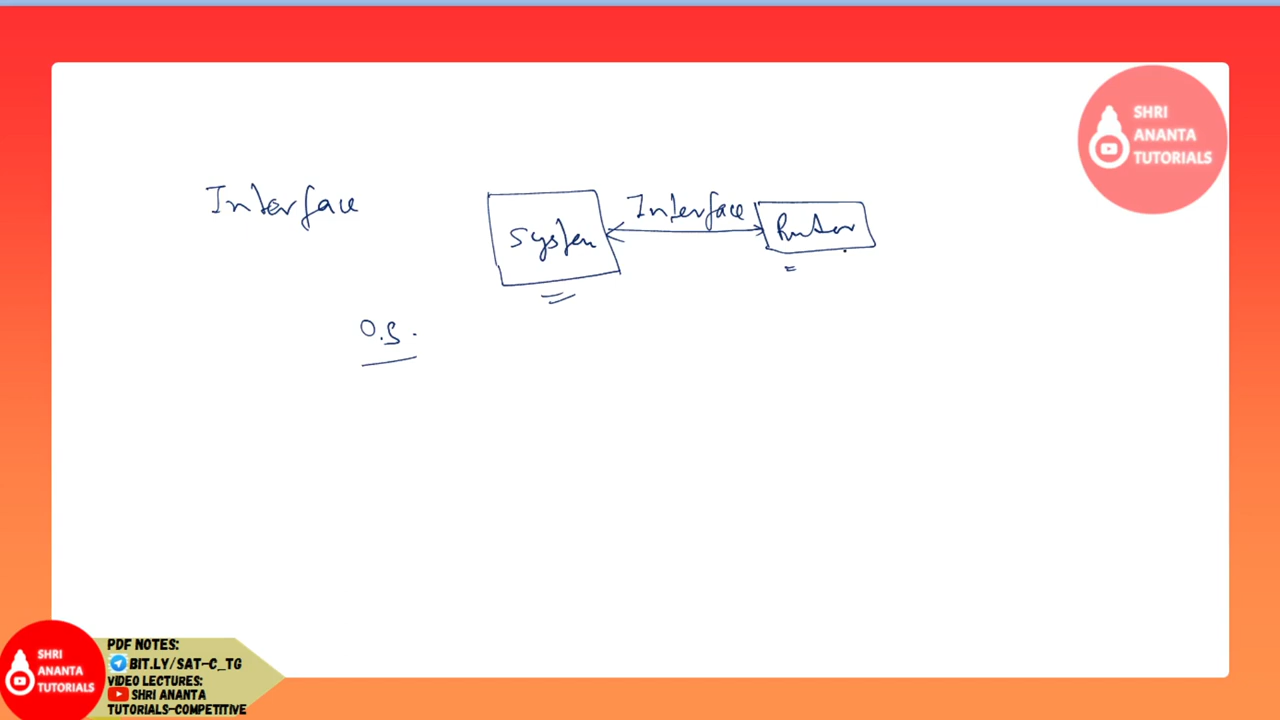 SHRI
ANANTA
TUTORIALS
Interface
System
Interface
O.S.
PDF NOTES:
BIT.LY/SAT-C_TG
VIDEO LECTURES:
SHRI ANANTA
TUTORIALS-COMPETITIVE
SHRI
ANANTA
TUTORIALS